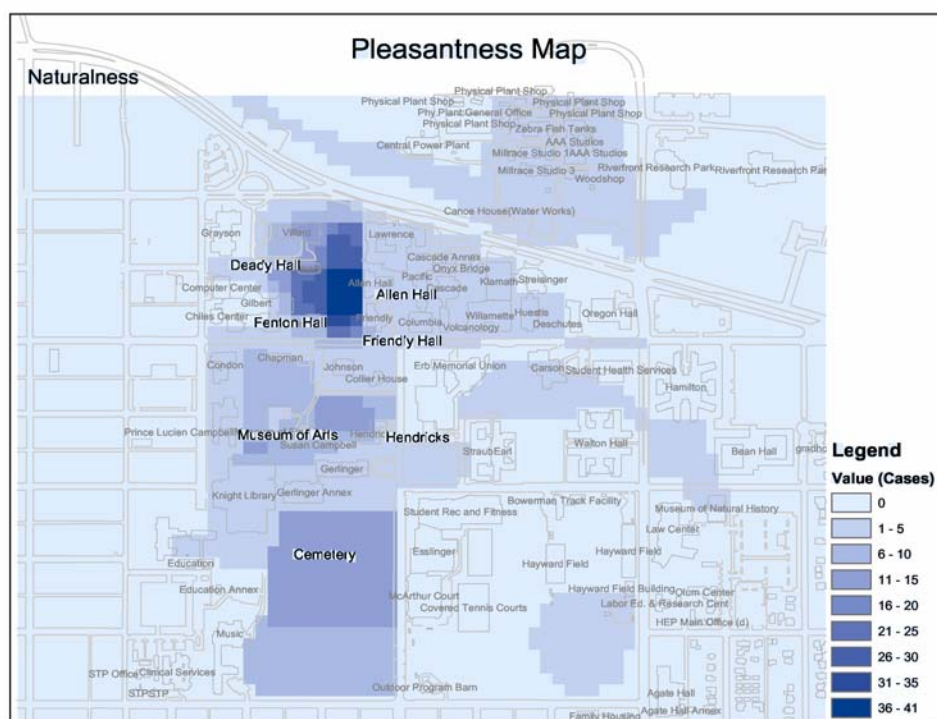 Pleasantness Map
Naturalness
Physical Plant Shop
Physical Plant Shop
Physical Plant Shop
Phy Plant General Office
Physical Plant Shop
Physical Plant Shop
Zebra Fish Tanks
AAA Studios
Central Power Plant
Millrace Studio 1
AAA Studios
Millrace Studio 3
Riverfront Research Park
Riverfront Research Park
Woodshop
Canoe House(Water Works)
Grayson
Villard
Lawrence
Cascade Annex
Deady Hall
Onyx Bridge
Pacific
Allen Hall
Klamath
Streisinger
Computer Center
Cascade
Allen Hall
Gilbert
Chiles Center
Fenton Hall
Friendly
Columbia
Willamette
Huestis
Oregon Hall
Volcanology
Deschutes
Friendly Hall
Chapman
Condon
Johnson
Erb Memorial Union
Carson
Student Health Services
Collier House
Hamilton
Prince Lucien Campbell
Museum of Arts
Hendricks
Susan Campbell
Walton Hall
Straub
Earl
Bean Hall
Gerlinger
Knight Library
Gerlinger Annex
Bowerman Track Facility
Museum of Natural History
Student Rec and Fitness
Law Center
Cemetery
Esslinger
Hayward Field
Hayward Field
Education
Education Annex
McArthur Court
Hayward Field Building
Olum Center
Covered Tennis Courts
Labor Ed. & Research Cent
HEP Main Office (d)
Music
STP Office
Clinical Services
STPSTP
Outdoor Program Barn
Agate Hall
Family Housing
Agate Hall Annex
Legend
Value (Cases)
0
1 - 5
6 - 10
11 - 15
16 - 20
21 - 25
26 - 30
31 - 35
36 - 41